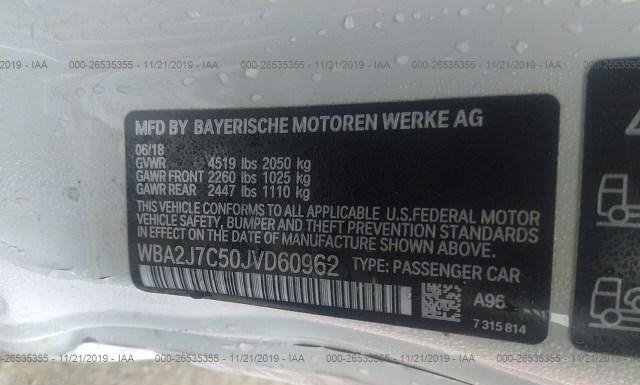 000-26535355 - 11/21/2019 - IAA 000-26535355 - 11/21/2019 - IAA 000-26535355 - 11/21/2019 - IAA
MFD BY BAYERISCHE MOTOREN WERKE AG
06/18
GVWR 4519 lbs 2050 kg
GAWR FRONT 2260 lbs 1025 kg
GAWR REAR 2447 lbs 1110 kg
THIS VEHICLE CONFORMS TO ALL APPLICABLE U.S.FEDERAL MOTOR
VEHICLE SAFETY, BUMPER AND THEFT PREVENTION STANDARDS
IN EFFECT ON THE DATE OF MANUFACTURE SHOWN ABOVE.
WBA2J7C50JVD60962 TYPE: PASSENGER CAR
A96
7 315 814
000-26535355 - 11/21/2019 - IAA 000-26535355 - 11/21/2019 - IAA 000-26535355 - 11/21/2019 - IAA